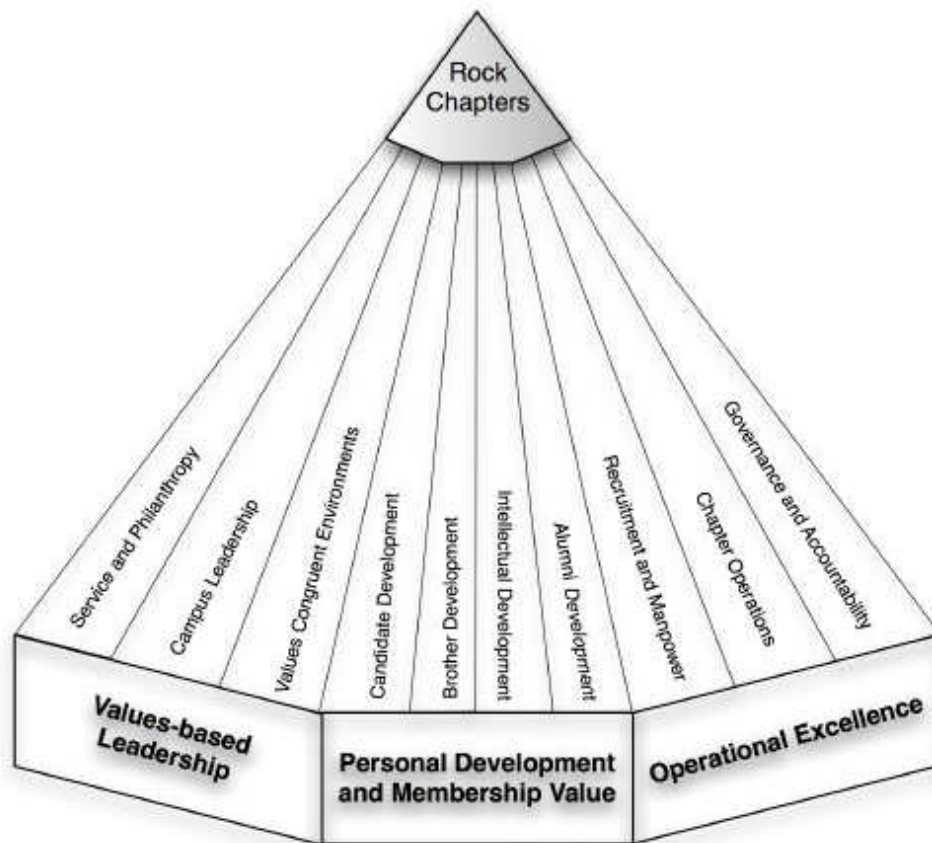 Rock
Chapters
Service and Philanthropy
Campus Leadership
Values Congruent Environments
Candidate Development
Brother Development
Intellectual Development
Alumni Development
Recruitment and Manpower
Chapter Operations
Governance and Accountability
Values-based
Leadership
Personal Development
and Membership Value
Operational Excellence